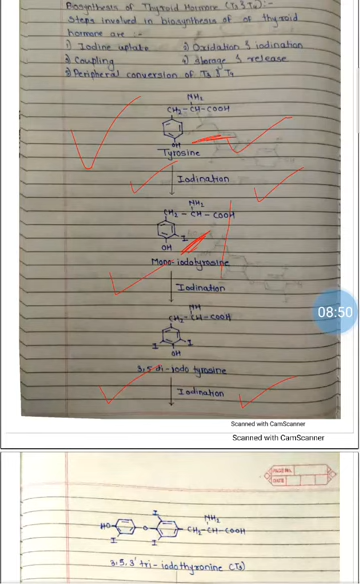 Biosynthesis of Thyroid Hormone (T3 & T4):-
Steps involved in biosynthesis of of thyroid
hormone are :-
1) Iodine uptake
2) Oxidation & iodination
3) Coupling
4) Storage & release
5) Peripheral conversion of T3 & T4
NH2
CH2-CH-COOH
OH
Tyrosine
Iodination
NH2
CH2 - CH - COOH
I
OH
Mono-iodotyrosine
Iodination
08:50
NH
CH2-CH-COOH
I I
OH
3,5 di-iodo tyrosine
Iodination
Scanned with CamScanner
Scanned with CamScanner
PAGE NO.
DATE
I NH2
HO O CH2-CH-COOH
I I
3,5,3' tri-iodothyronine (T3)